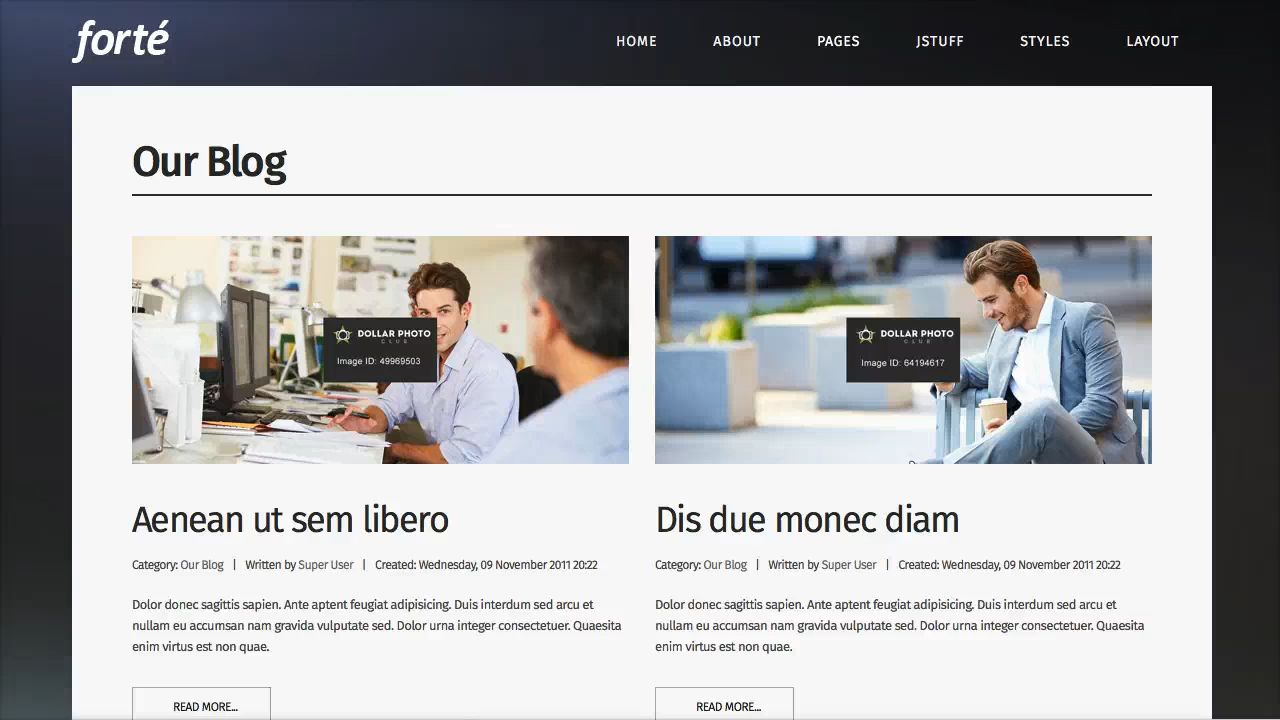 forté
HOME ABOUT PAGES JSTUFF STYLES LAYOUT
Our Blog
DOLLAR PHOTO
CLUB
Image ID: 49969503
DOLLAR PHOTO
CLUB
Image ID: 64194617
Aenean ut sem libero
Category: Our Blog | Written by Super User | Created: Wednesday, 09 November 2011 20:22
Dolor donec sagittis sapien. Ante aptent feugiat adipisicing. Duis interdum sed arcu et
nullam eu accumsan nam gravida vulputate sed. Dolor urna integer consectetuer. Quaesita
enim virtus est non quae.
READ MORE...
Dis due monec diam
Category: Our Blog | Written by Super User | Created: Wednesday, 09 November 2011 20:22
Dolor donec sagittis sapien. Ante aptent feugiat adipisicing. Duis interdum sed arcu et
nullam eu accumsan nam gravida vulputate sed. Dolor urna integer consectetuer. Quaesita
enim virtus est non quae.
READ MORE...